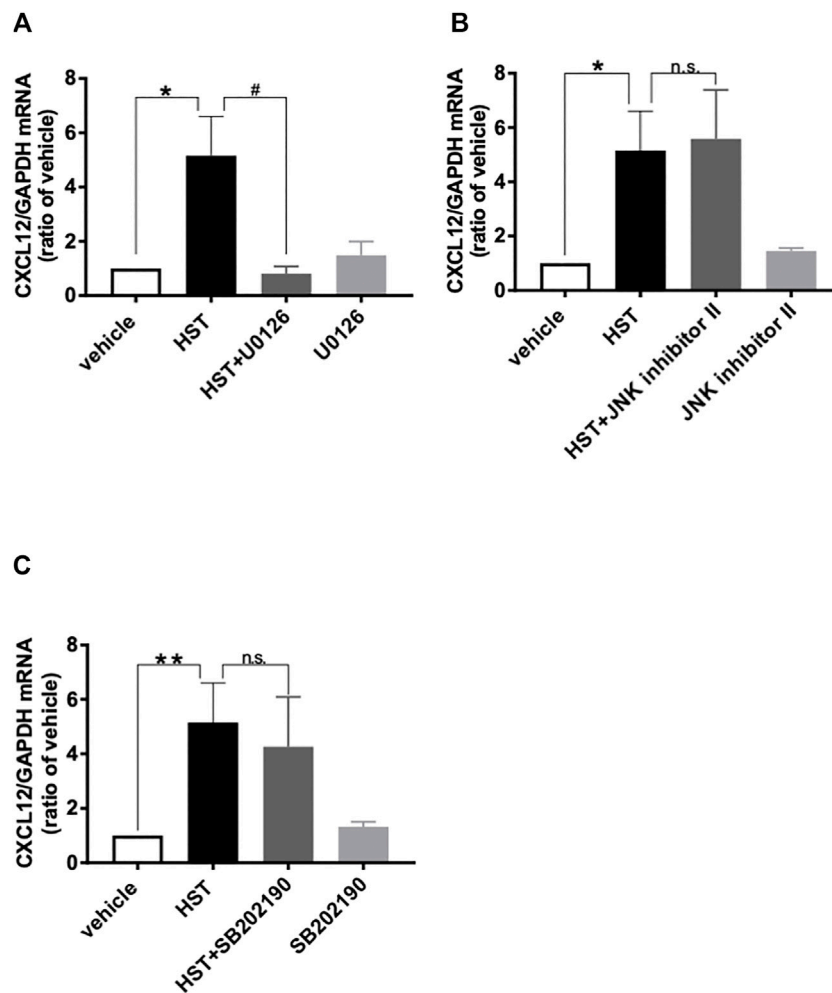 A
CXCL12/GAPDH mRNA
(ratio of vehicle)
8
6
4
2
0
*
#
vehicle
HST
HST+U0126
U0126
B
CXCL12/GAPDH mRNA
(ratio of vehicle)
8
6
4
2
0
*
n.s.
vehicle
HST
HST+JNK inhibitor II
JNK inhibitor II
C
CXCL12/GAPDH mRNA
(ratio of vehicle)
8
6
4
2
0
**
n.s.
vehicle
HST
HST+SB202190
SB202190